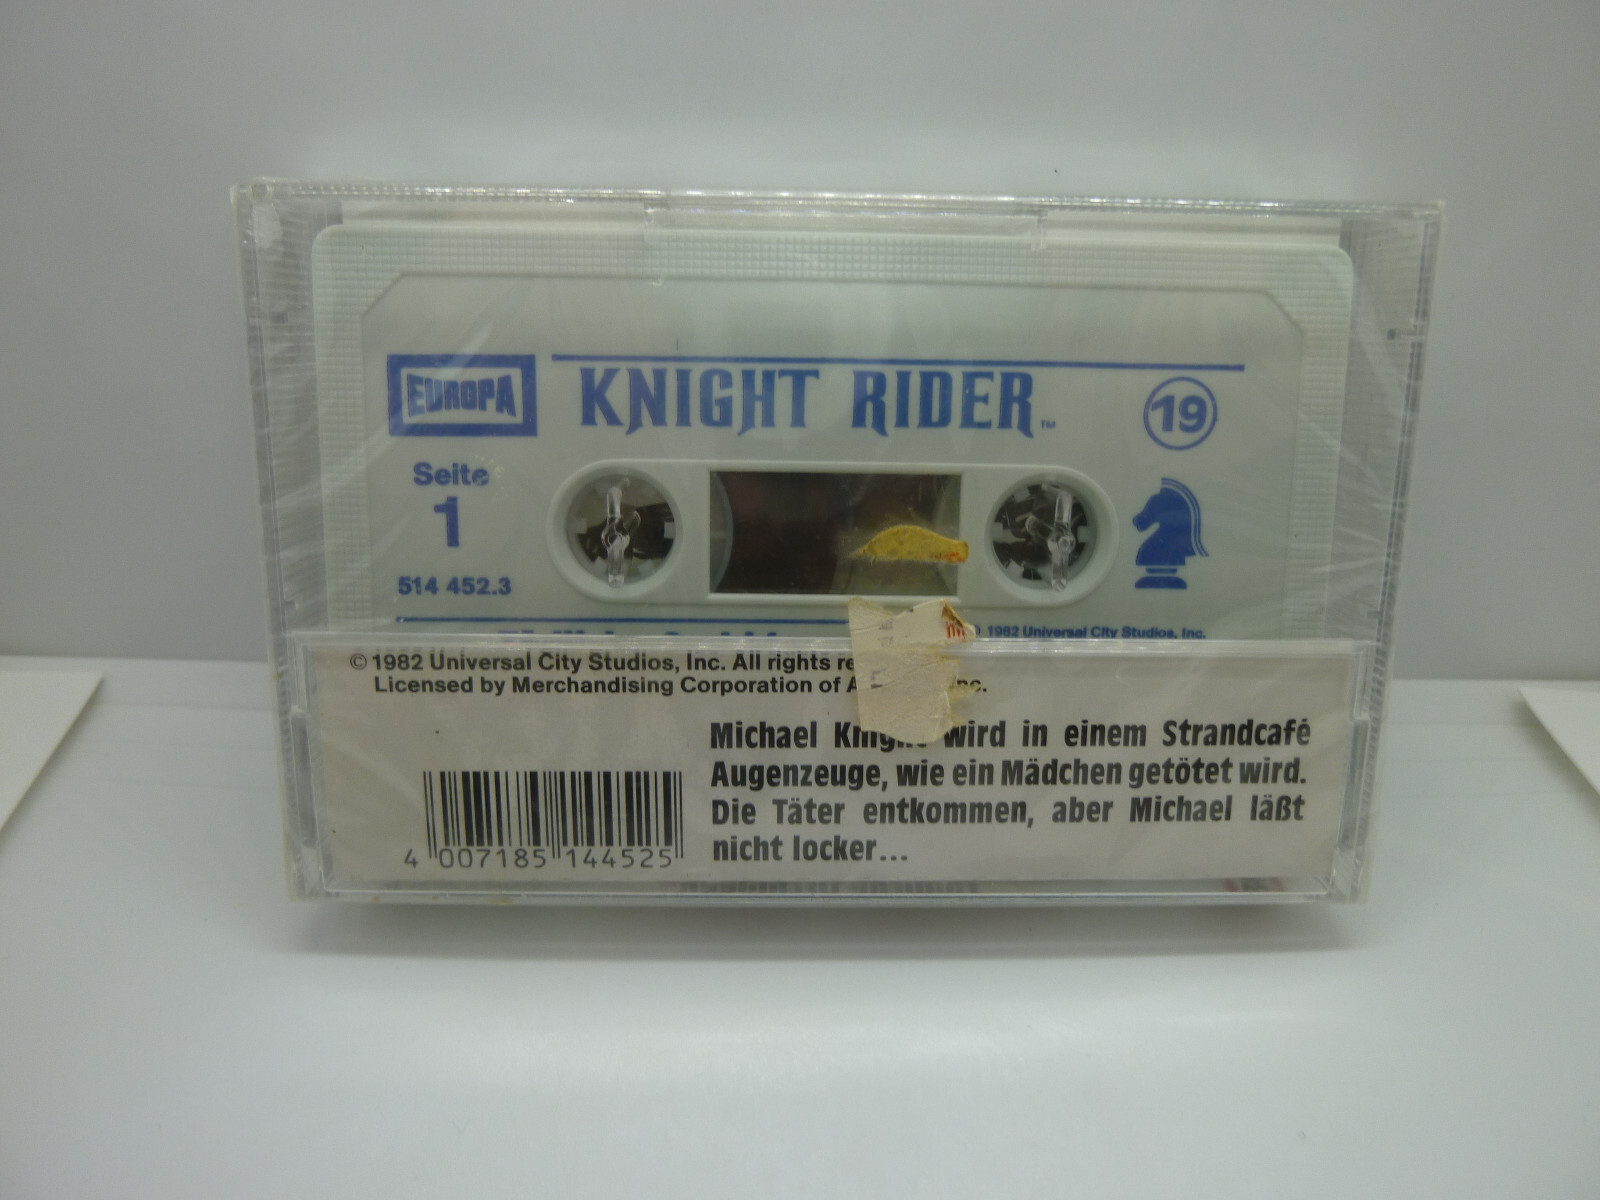 EUROPA
KNIGHT RIDER™
19
Seite
1
514 452.3
1982 Universal City Studios, Inc.
© 1982 Universal City Studios, Inc. All rights
Licensed by Merchandising Corporation of
Michael Knight wird in einem Strandcafé
Augenzeuge, wie ein Mädchen getötet wird.
Die Täter entkommen, aber Michael läßt
nicht locker...
4 007185 144525